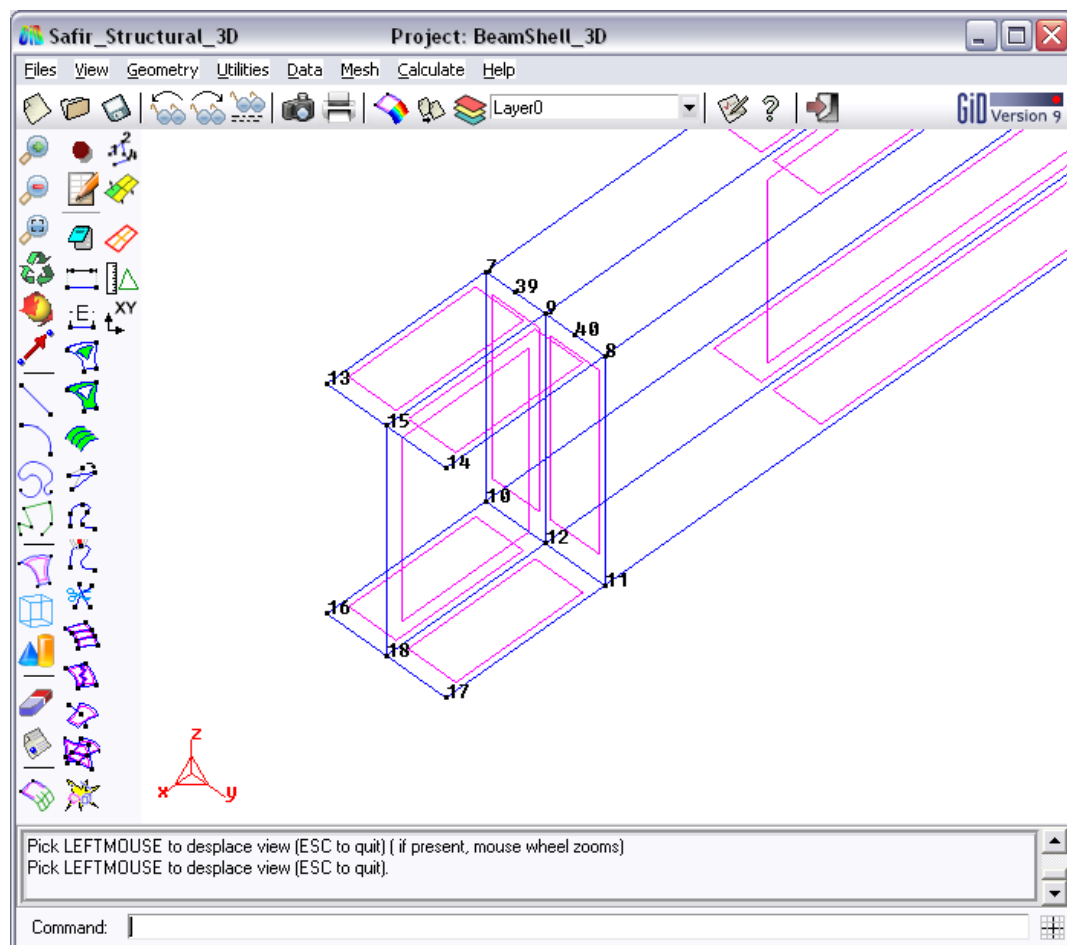 Safir_Structural_3D Project: BeamShell_3D
Files View Geometry Utilities Data Mesh Calculate Help
Layer0
GiD Version 9
7
39
9
40
8
13
15
14
10
12
11
16
18
17
z
x y
E
XY
Pick LEFTMOUSE to desplace view (ESC to quit) ( if present, mouse wheel zooms)
Pick LEFTMOUSE to desplace view (ESC to quit).
Command: